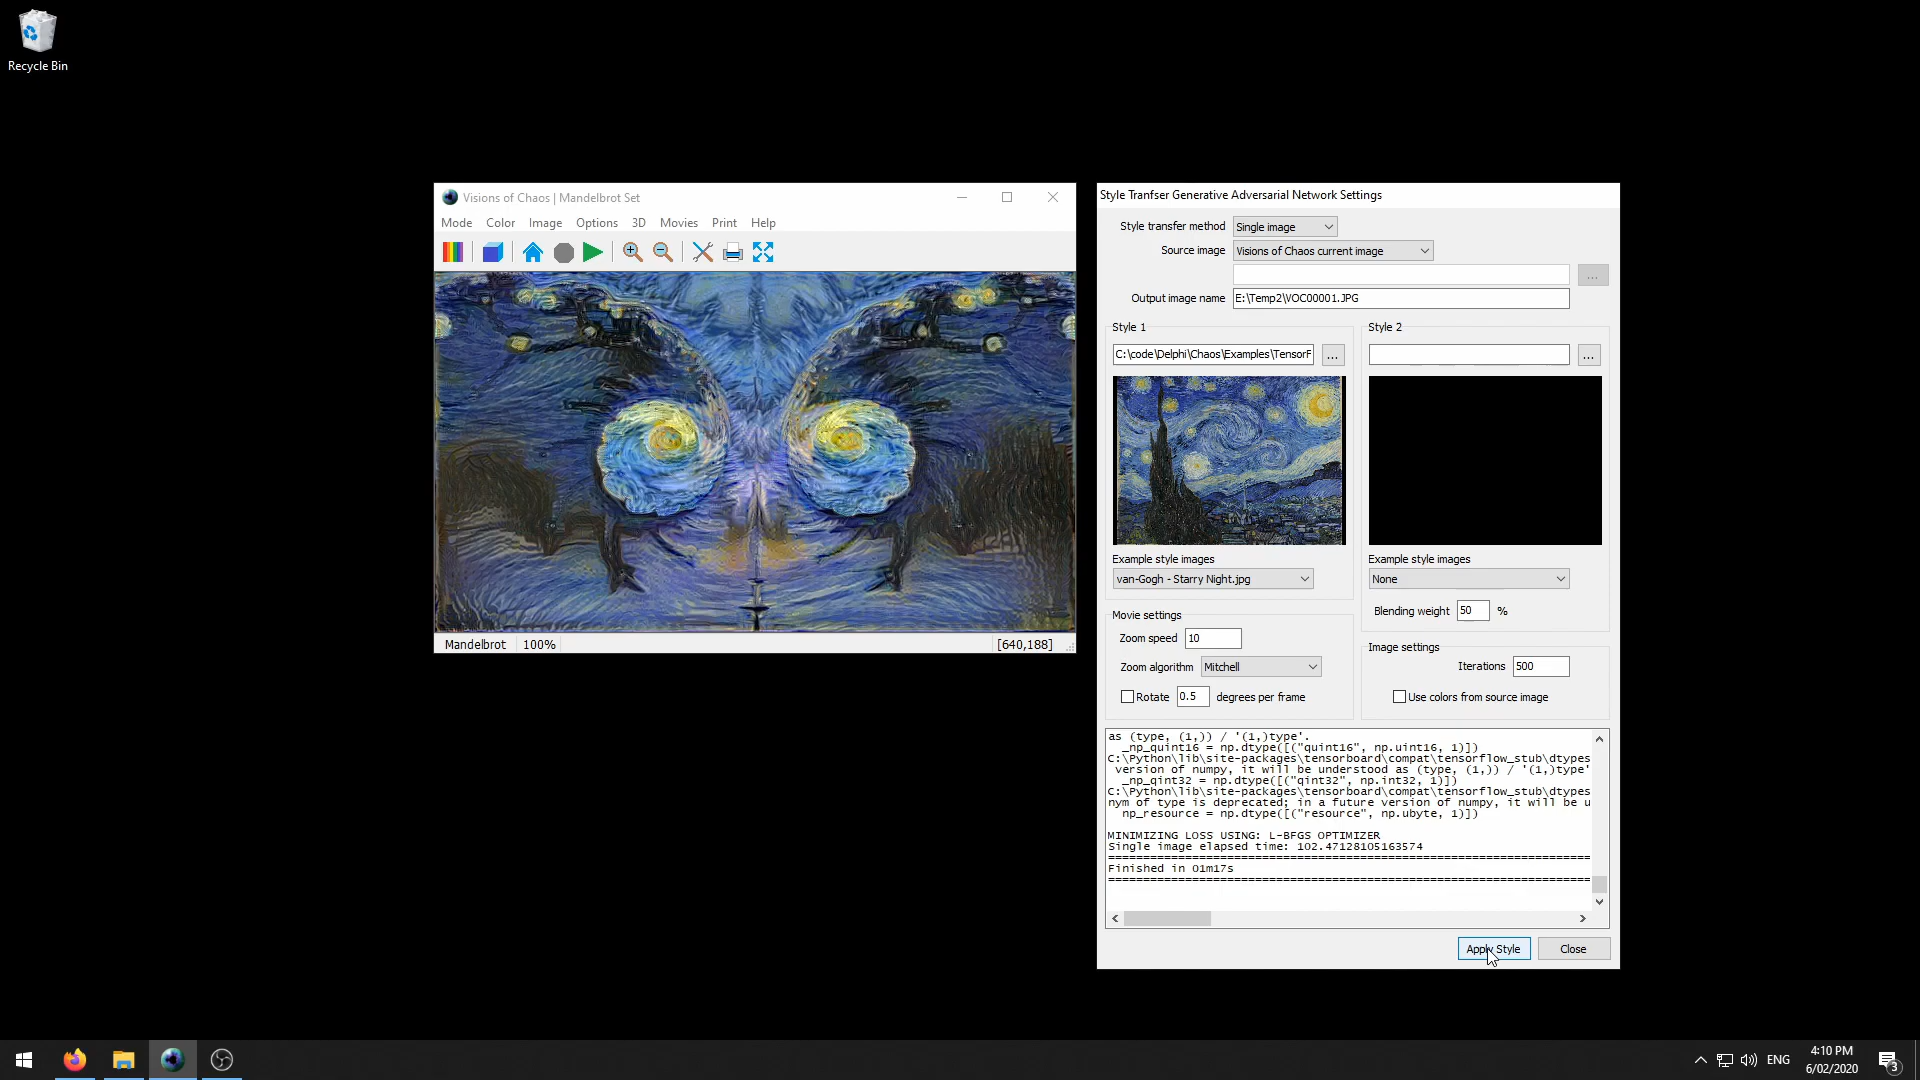 Recycle Bin
Visions of Chaos | Mandelbrot Set
Mode Color Image Options 3D Movies Print Help
Mandelbrot 100% [640,188]
Style Tranfser Generative Adversarial Network Settings
Style transfer method Single image
Source image Visions of Chaos current image
...
Output image name E:\Temp2\VOC00001.JPG
Style 1 Style 2
C:\code\Delphi\Chaos\Examples\TensorF ... ...
Example style images Example style images
van-Gogh - Starry Night.jpg None
Blending weight 50 %
Movie settings
Zoom speed 10
Zoom algorithm Mitchell
Rotate 0.5 degrees per frame
Image settings
Iterations 500
Use colors from source image
as (type, (1,)) / '(1,)type'.
_np_quint16 = np.dtype([("quint16", np.uint16, 1)])
C:\Python\lib\site-packages\tensorboard\compat\tensorflow_stub\dtypes
version of numpy, it will be understood as (type, (1,)) / '(1,)type'
_np_qint32 = np.dtype([("qint32", np.int32, 1)])
C:\Python\lib\site-packages\tensorboard\compat\tensorflow_stub\dtypes
nym of type is deprecated; in a future version of numpy, it will be u
np_resource = np.dtype([("resource", np.ubyte, 1)])
MINIMIZING LOSS USING: L-BFGS OPTIMIZER
Single image elapsed time: 102.47128105163574
======================================================================
Finished in 01m17s
======================================================================
Apply Style Close
ENG 4:10 PM
6/02/2020
3